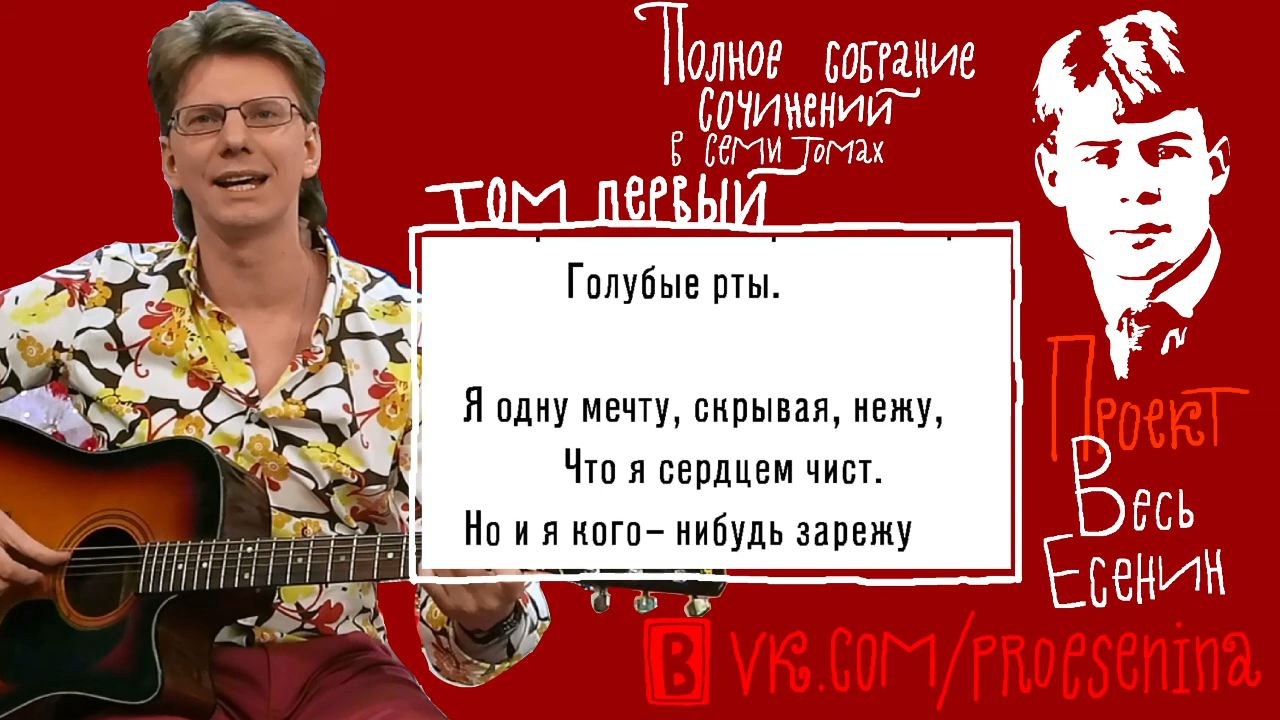 Полное собрание
сочинений
в семи томах
том первый
Голубые рты.
Я одну мечту, скрывая, нежу,
Что я сердцем чист.
Но и я кого-нибудь зарежу
Проект
Весь
Есенин
В vk.com/proesenina